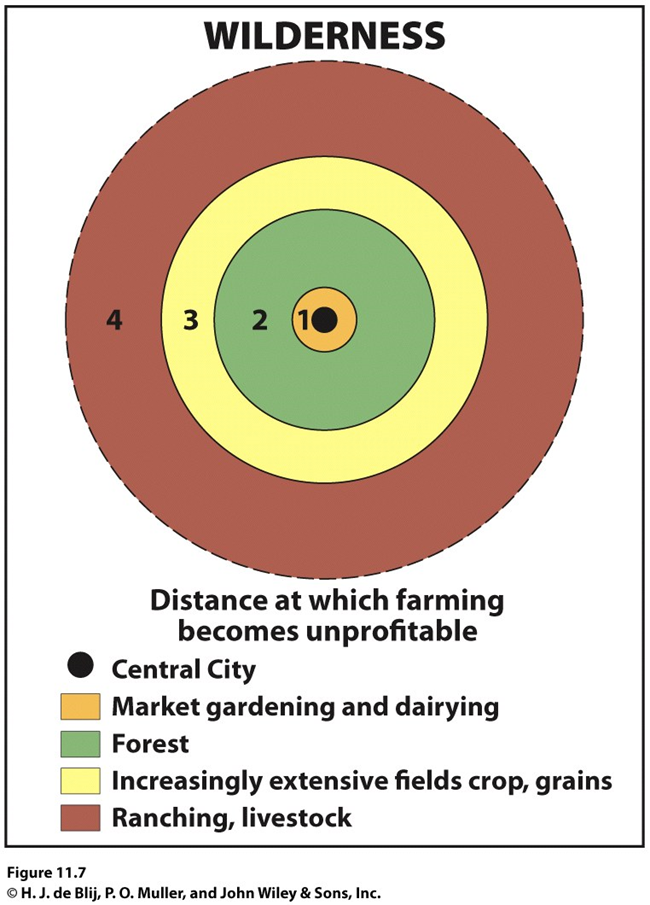 WILDERNESS
4 3 2 1
Distance at which farming
becomes unprofitable
Central City
Market gardening and dairying
Forest
Increasingly extensive fields crop, grains
Ranching, livestock
Figure 11.7
© H. J. de Blij, P. O. Muller, and John Wiley & Sons, Inc.